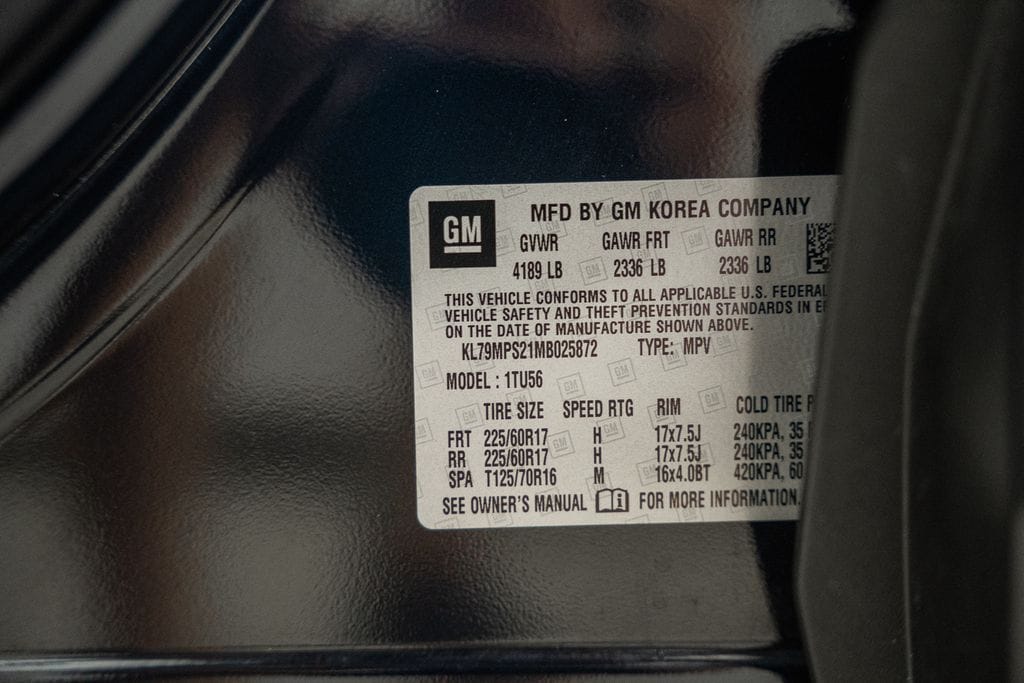 GM
MFD BY GM KOREA COMPANY
GVWR GAWR FRT GAWR RR
4189 LB 2336 LB 2336 LB
THIS VEHICLE CONFORMS TO ALL APPLICABLE U.S. FEDERAL
VEHICLE SAFETY AND THEFT PREVENTION STANDARDS IN
ON THE DATE OF MANUFACTURE SHOWN ABOVE.
KL79MPS21MB025872 TYPE: MPV
MODEL : 1TU56
TIRE SIZE SPEED RTG RIM COLD TIRE
FRT 225/60R17 H 17x7.5J 240KPA, 35
RR 225/60R17 H 17x7.5J 240KPA, 35
SPA T125/70R16 M 16x4.0BT 420KPA, 60
SEE OWNER'S MANUAL FOR MORE INFORMATION.